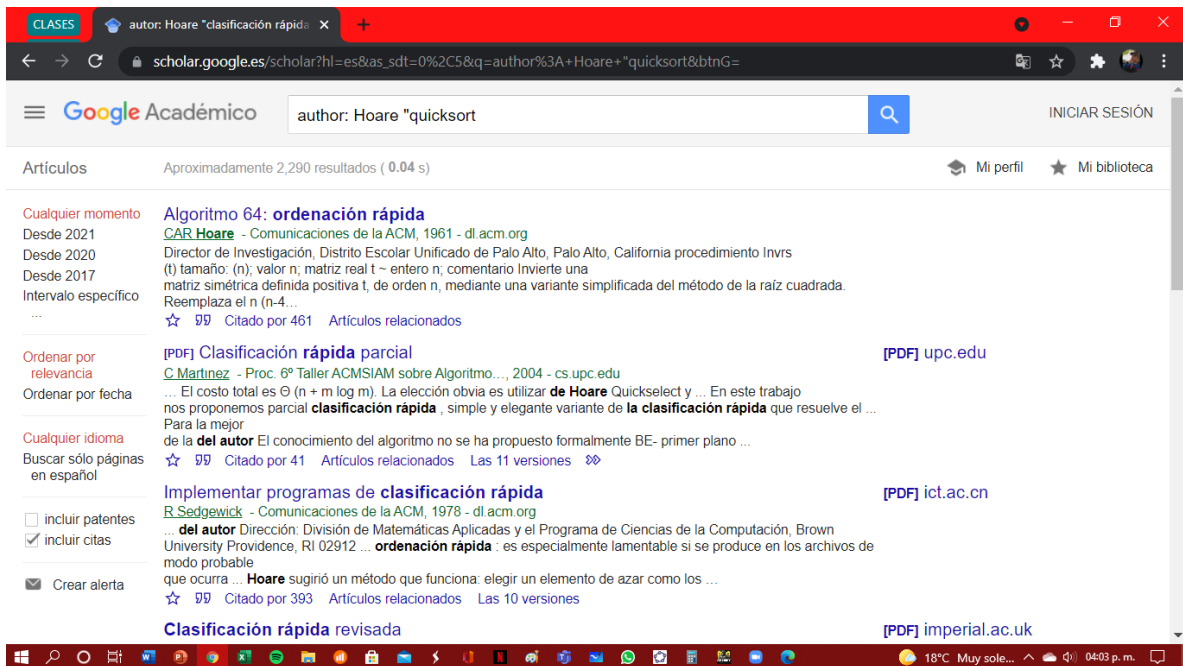 CLASES
autor: Hoare "clasificación rápida
scholar.google.es/scholar?hl=es&as_sdt=0%2C5&q=author%3A+Hoare+"quicksort&btnG=
Google Académico
author: Hoare "quicksort
INICIAR SESIÓN
Artículos
Aproximadamente 2,290 resultados ( 0.04 s)
Mi perfil
Mi biblioteca
Cualquier momento
Desde 2021
Desde 2020
Desde 2017
Intervalo específico
...
Ordenar por
relevancia
Ordenar por fecha
Cualquier idioma
Buscar sólo páginas
en español
incluir patentes
incluir citas
Crear alerta
Algoritmo 64: ordenación rápida
CAR Hoare - Comunicaciones de la ACM, 1961 - dl.acm.org
Director de Investigación, Distrito Escolar Unificado de Palo Alto, Palo Alto, California procedimiento Invrs
(t) tamaño: (n); valor n; matriz real t ~ entero n; comentario Invierte una
matriz simétrica definida positiva t, de orden n, mediante una variante simplificada del método de la raíz cuadrada.
Reemplaza el n (n-4…
Citado por 461 Artículos relacionados
[PDF] Clasificación rápida parcial
[PDF] upc.edu
C Martınez - Proc. 6º Taller ACMSIAM sobre Algoritmo…, 2004 - cs.upc.edu
… El costo total es Θ (n + m log m). La elección obvia es utilizar de Hoare Quickselect y ... En este trabajo
nos proponemos parcial clasificación rápida , simple y elegante variante de la clasificación rápida que resuelve el ...
Para la mejor
de la del autor El conocimiento del algoritmo no se ha propuesto formalmente BE- primer plano ...
Citado por 41 Artículos relacionados Las 11 versiones
Implementar programas de clasificación rápida
[PDF] ict.ac.cn
R Sedgewick - Comunicaciones de la ACM, 1978 - dl.acm.org
... del autor Dirección: División de Matemáticas Aplicadas y el Programa de Ciencias de la Computación, Brown
University Providence, RI 02912 ... ordenación rápida : es especialmente lamentable si se produce en los archivos de
modo probable
que ocurra ... Hoare sugirió un método que funciona: elegir un elemento de azar como los …
Citado por 393 Artículos relacionados Las 10 versiones
Clasificación rápida revisada
[PDF] imperial.ac.uk
18°C Muy sole...
04:03 p. m.